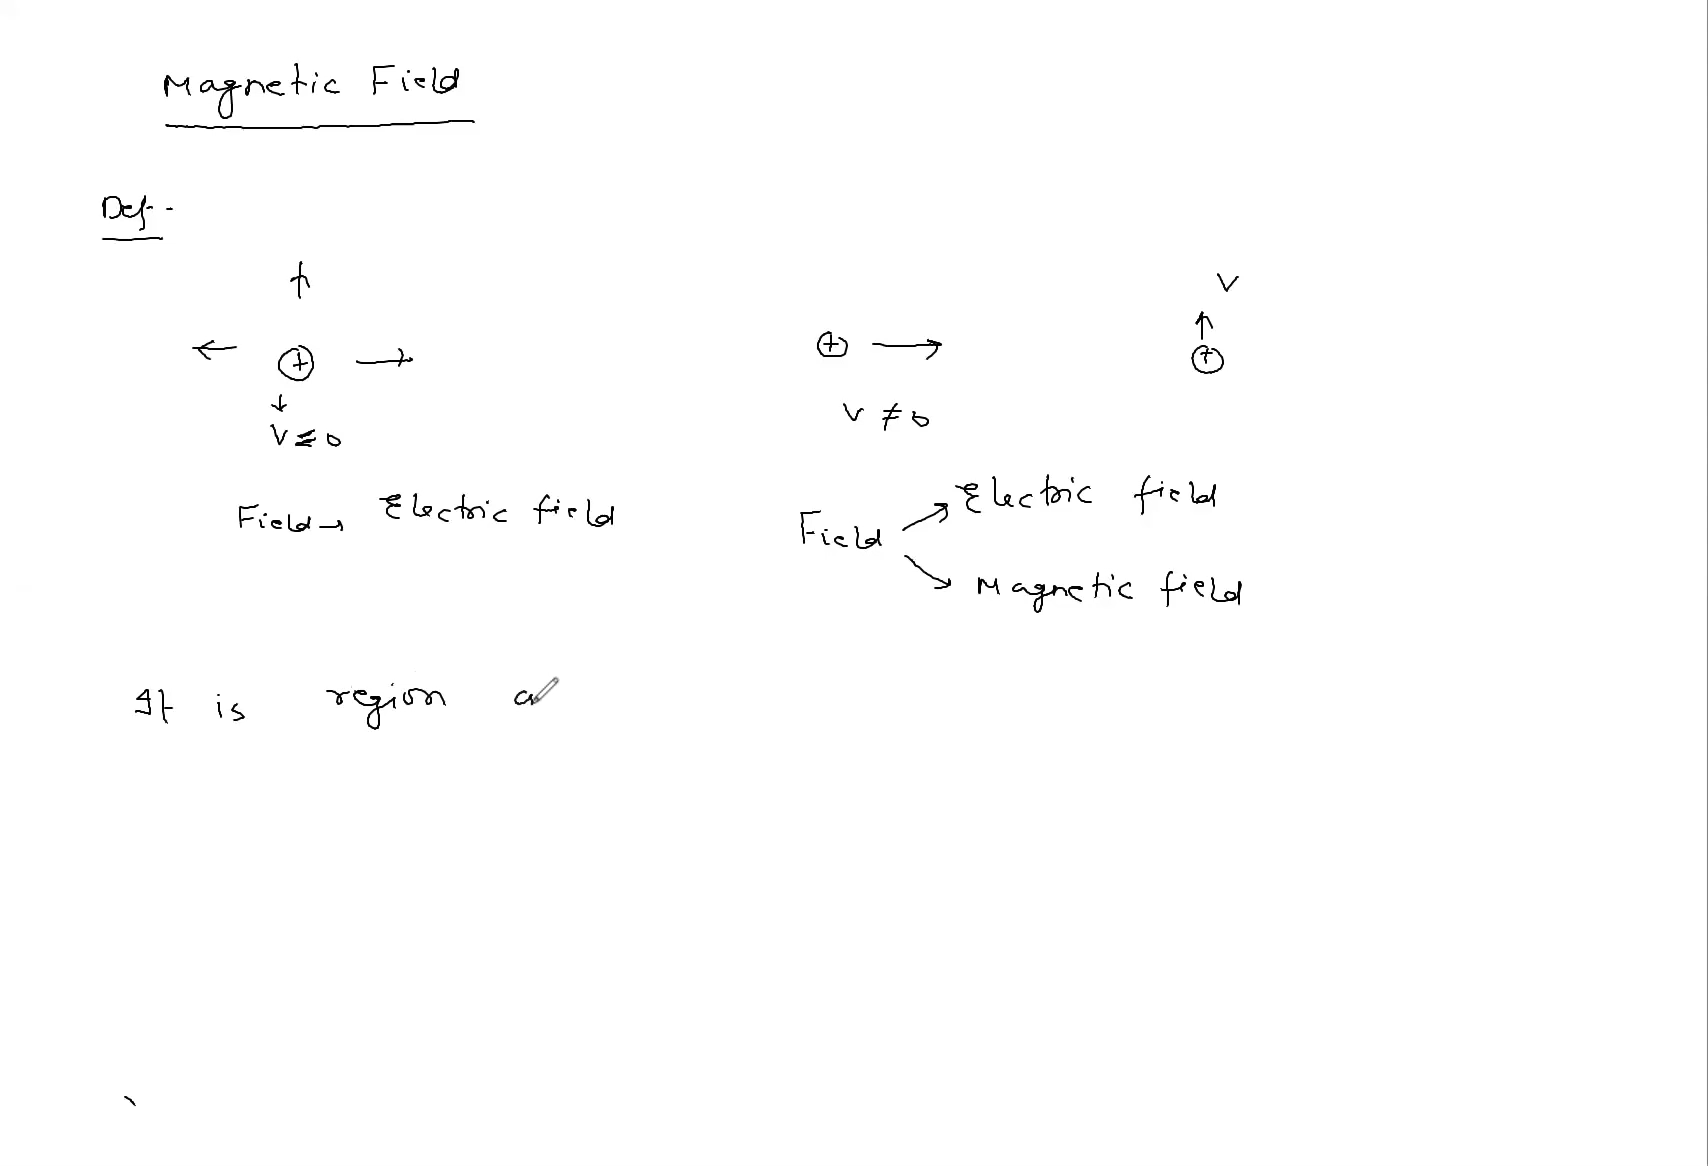 Magnetic Field
Def -
V
V = 0
V ≠ 0
Field → Electric field
Field
Electric field
Magnetic field
It is region